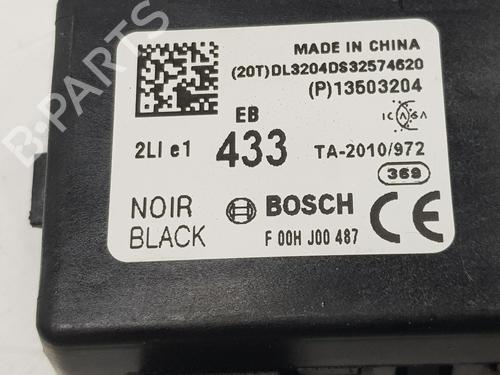 MADE IN CHINA
(20T)DL3204DS32574620
(P)13503204
EB
ICASA
2LI e1 433 TA-2010/972
369
NOIR BOSCH CE
BLACK F 00H J00 487
B-PARTS